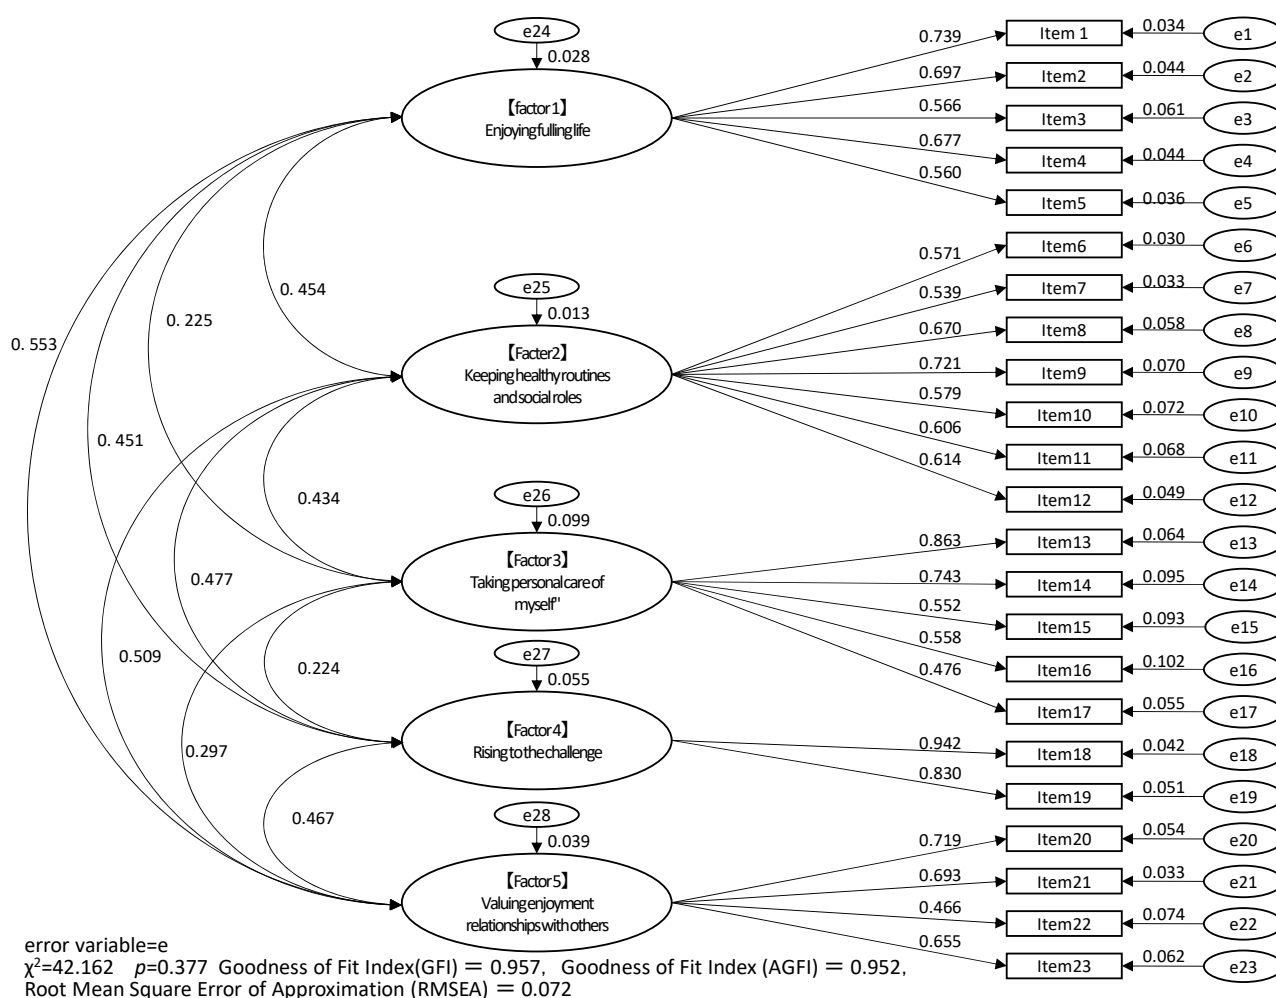 e24
0.028
【factor 1】
Enjoying fulling life
0.739
0.697
0.566
0.677
0.560
Item 1
0.034
e1
Item2
0.044
e2
Item3
0.061
e3
Item4
0.044
e4
Item5
0.036
e5
0. 454
0. 225
0. 553
0. 451
e25
0.013
【Facter2】
Keeping healthy routines
and social roles
0.571
0.539
0.670
0.721
0.579
0.606
0.614
Item6
0.030
e6
Item7
0.033
e7
Item8
0.058
e8
Item9
0.070
e9
Item10
0.072
e10
Item11
0.068
e11
Item12
0.049
e12
0.434
0.477
0.509
e26
0.099
【Factor 3】
Taking personal care of
myself"
0.863
0.743
0.552
0.558
0.476
Item13
0.064
e13
Item14
0.095
e14
Item15
0.093
e15
Item16
0.102
e16
Item17
0.055
e17
0.224
0.297
e27
0.055
【Factor 4】
Rising to the challenge
0.942
0.830
Item18
0.042
e18
Item19
0.051
e19
0.467
e28
0.039
【Factor 5】
Valuing enjoyment
relationships with others
0.719
0.693
0.466
0.655
Item20
0.054
e20
Item21
0.033
e21
Item22
0.074
e22
Item23
0.062
e23
error variable=e
χ²=42.162 p=0.377 Goodness of Fit Index(GFI) ＝ 0.957, Goodness of Fit Index (AGFI) ＝ 0.952,
Root Mean Square Error of Approximation (RMSEA) ＝ 0.072